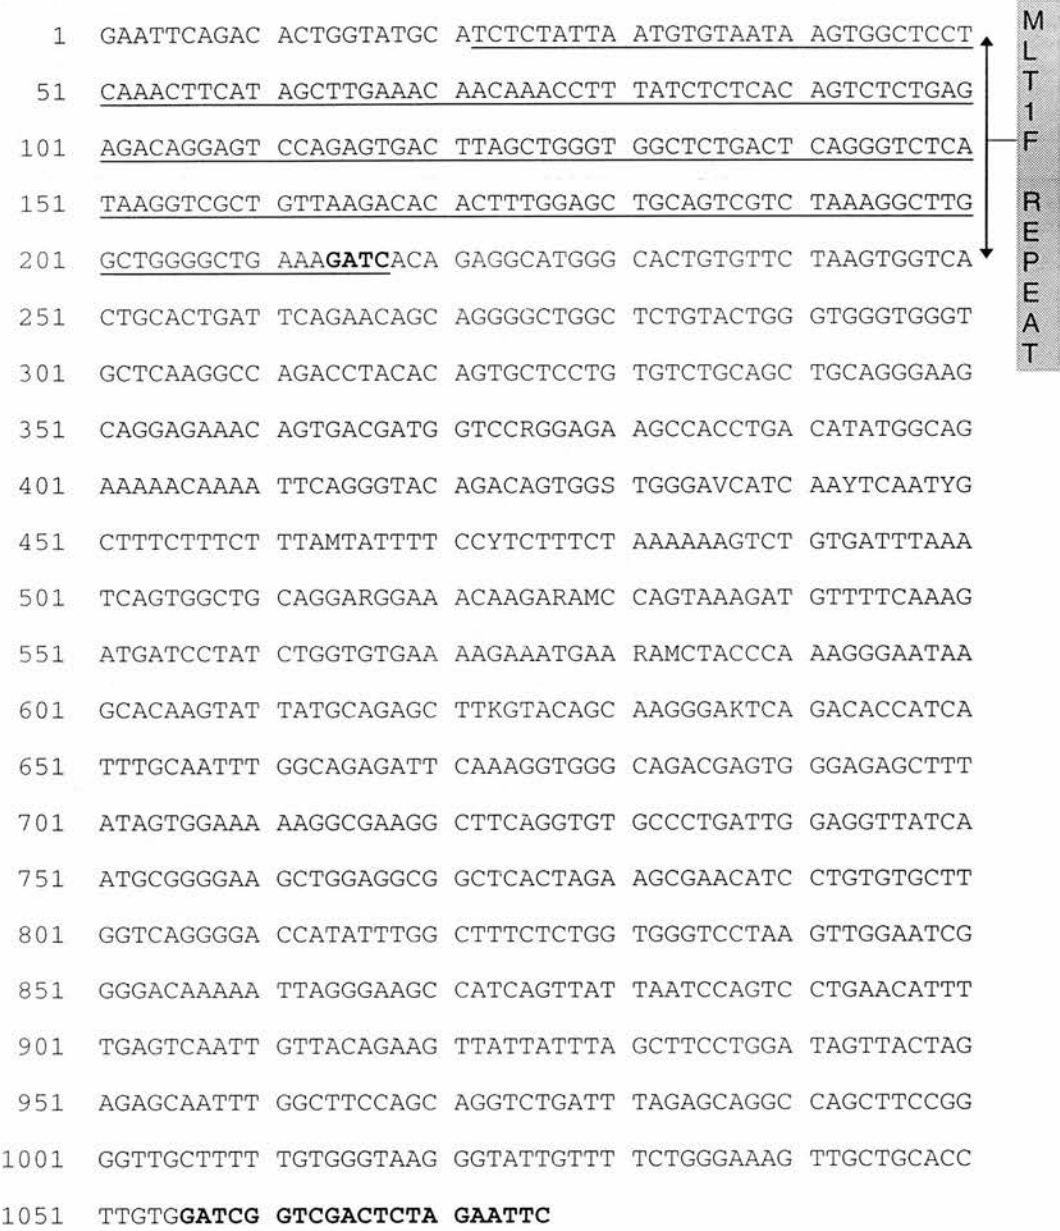 1 GAATTCAGAC ACTGGTATGC ATCTCTATTA ATGTGTAATA AGTGGCTCCT
51 CAAACTTCAT AGCTTGAAAC AACAAACCTT TATCTCTCAC AGTCTCTGAG
101 AGACAGGAGT CCAGAGTGAC TTAGCTGGGT GGCTCTGACT CAGGGTCTCA
151 TAAGGTCGCT GTTAAGACAC ACTTTGGAGC TGCAGTCGTC TAAAGGCTTG
201 GCTGGGGCTG AAAGATCACA GAGGCATGGG CACTGTGTTC TAAGTGGTCA
251 CTGCACTGAT TCAGAACAGC AGGGGCTGGC TCTGTACTGG GTGGGTGGGT
301 GCTCAAGGCC AGACCTACAC AGTGCTCCTG TGTCTGCAGC TGCAGGGAAG
351 CAGGAGAAAC AGTGACGATG GTCCRGGAGA AGCCACCTGA CATATGGCAG
401 AAAAACAAAA TTCAGGGTAC AGACAGTGGS TGGGAVCATC AAYTCAATYG
451 CTTTCTTTCT TTAMTATTTT CCYTCTTTCT AAAAAAGTCT GTGATTTAAA
501 TCAGTGGCTG CAGGARGGAA ACAAGARAMC CAGTAAAGAT GTTTTCAAAG
551 ATGATCCTAT CTGGTGTGAA AAGAAATGAA RAMCTACCCA AAGGGAATAA
601 GCACAAGTAT TATGCAGAGC TTKGTACAGC AAGGGAKTCA GACACCATCA
651 TTTGCAATTT GGCAGAGATT CAAAGGTGGG CAGACGAGTG GGAGAGCTTT
701 ATAGTGGAAA AAGGCGAAGG CTTCAGGTGT GCCCTGATTG GAGGTTATCA
751 ATGCGGGGAA GCTGGAGGCG GCTCACTAGA AGCGAACATC CTGTGTGCTT
801 GGTCAGGGGA CCATATTTGG CTTTCTCTGG TGGGTCCTAA GTTGGAATCG
851 GGGACAAAAA TTAGGGAAGC CATCAGTTAT TAATCCAGTC CTGAACATTT
901 TGAGTCAATT GTTACAGAAG TTATTATTTA GCTTCCTGGA TAGTTACTAG
951 AGAGCAATTT GGCTTCCAGC AGGTCTGATT TAGAGCAGGC CAGCTTCCGG
1001 GGTTGCTTTT TGTGGGTAAG GGTATTGTTT TCTGGGAAAG TTGCTGCACC
1051 TTGTGGATCG GTCGACTCTA GAATTC
MLT1F REPEAT